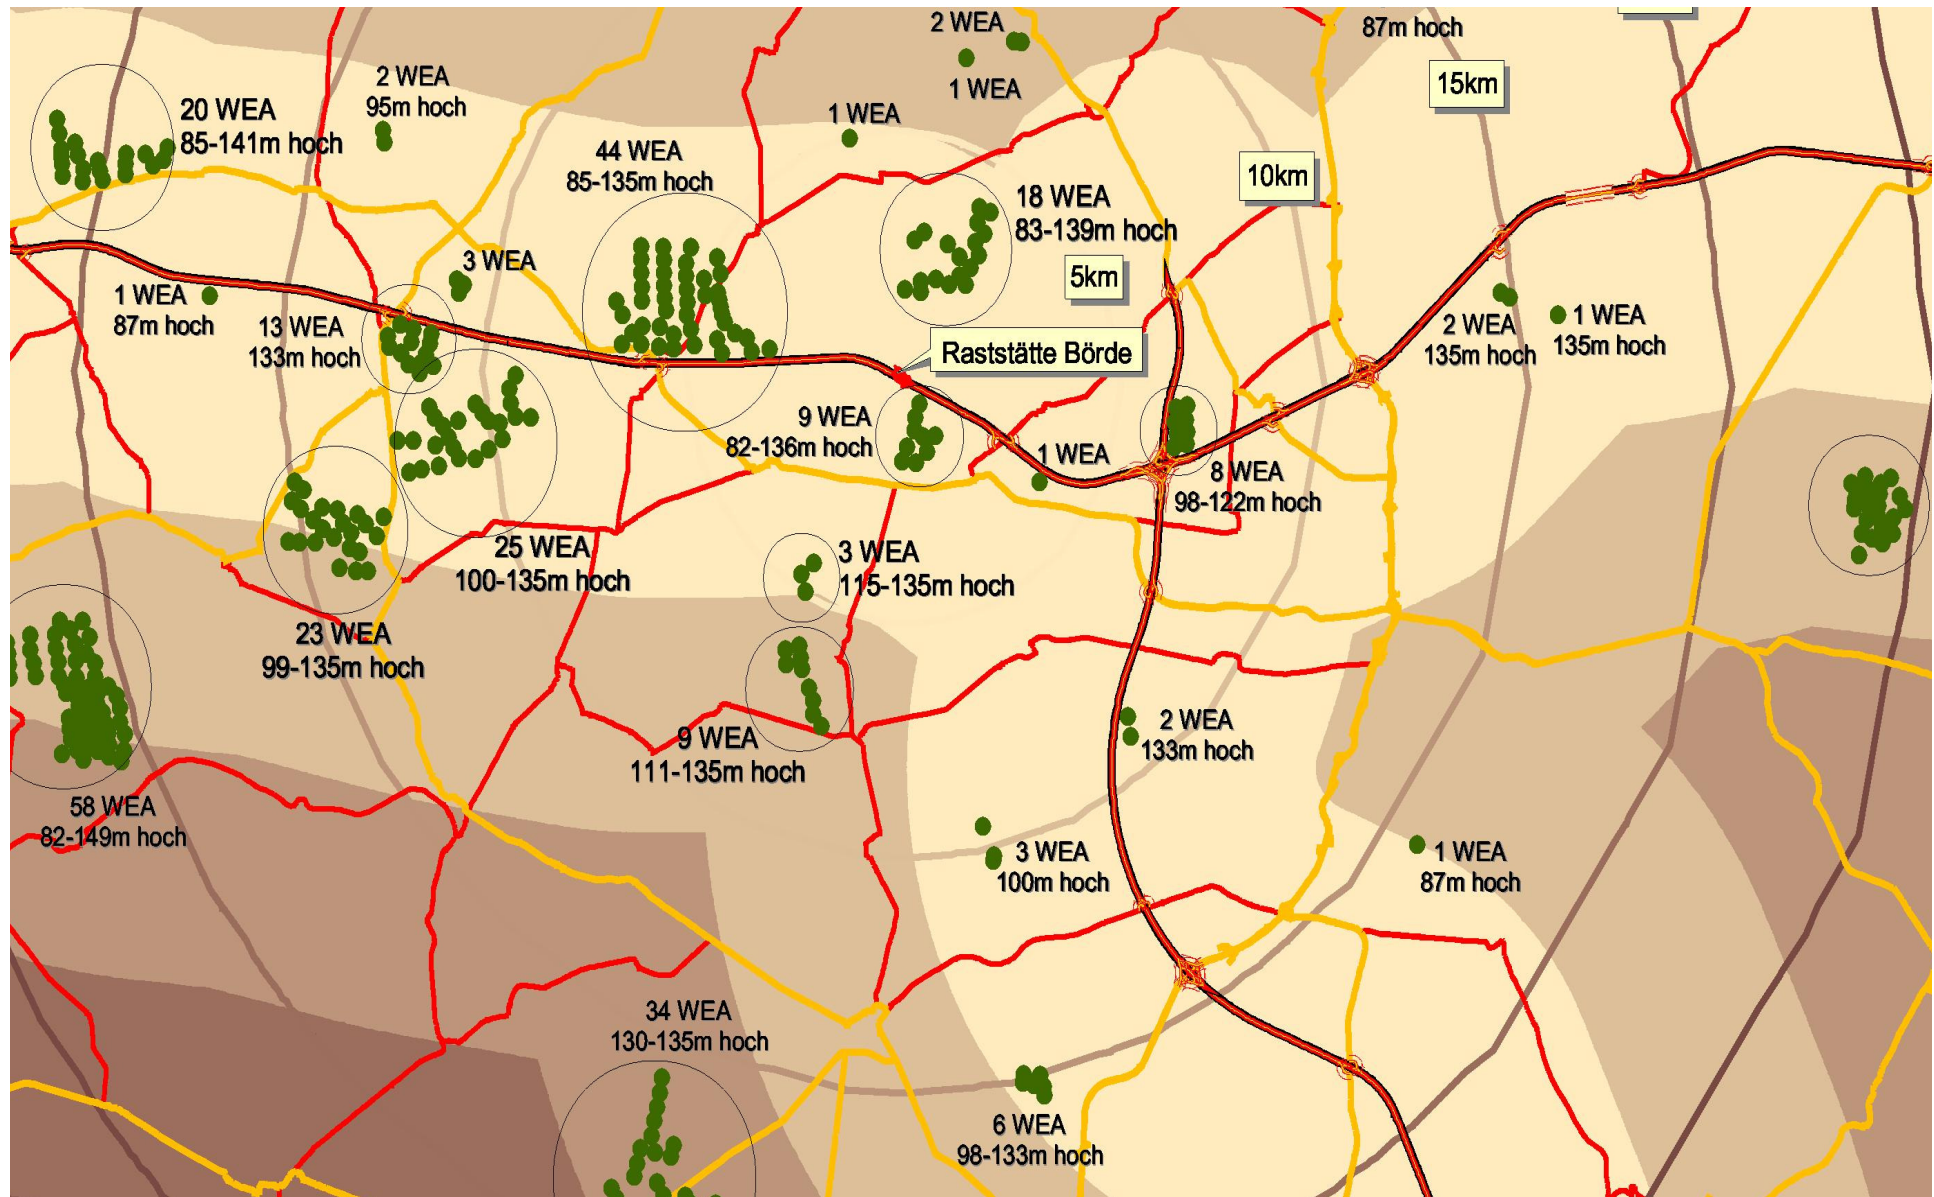 2 WEA
87m hoch
1 WEA
15km
2 WEA
95m hoch
20 WEA
85-141m hoch
1 WEA
44 WEA
85-135m hoch
10km
18 WEA
83-139m hoch
5km
3 WEA
1 WEA
87m hoch
13 WEA
133m hoch
Raststätte Börde
2 WEA
135m hoch
1 WEA
135m hoch
9 WEA
82-136m hoch
1 WEA
8 WEA
98-122m hoch
25 WEA
100-135m hoch
3 WEA
115-135m hoch
23 WEA
99-135m hoch
9 WEA
111-135m hoch
2 WEA
133m hoch
58 WEA
82-149m hoch
3 WEA
100m hoch
1 WEA
87m hoch
34 WEA
130-135m hoch
6 WEA
98-133m hoch